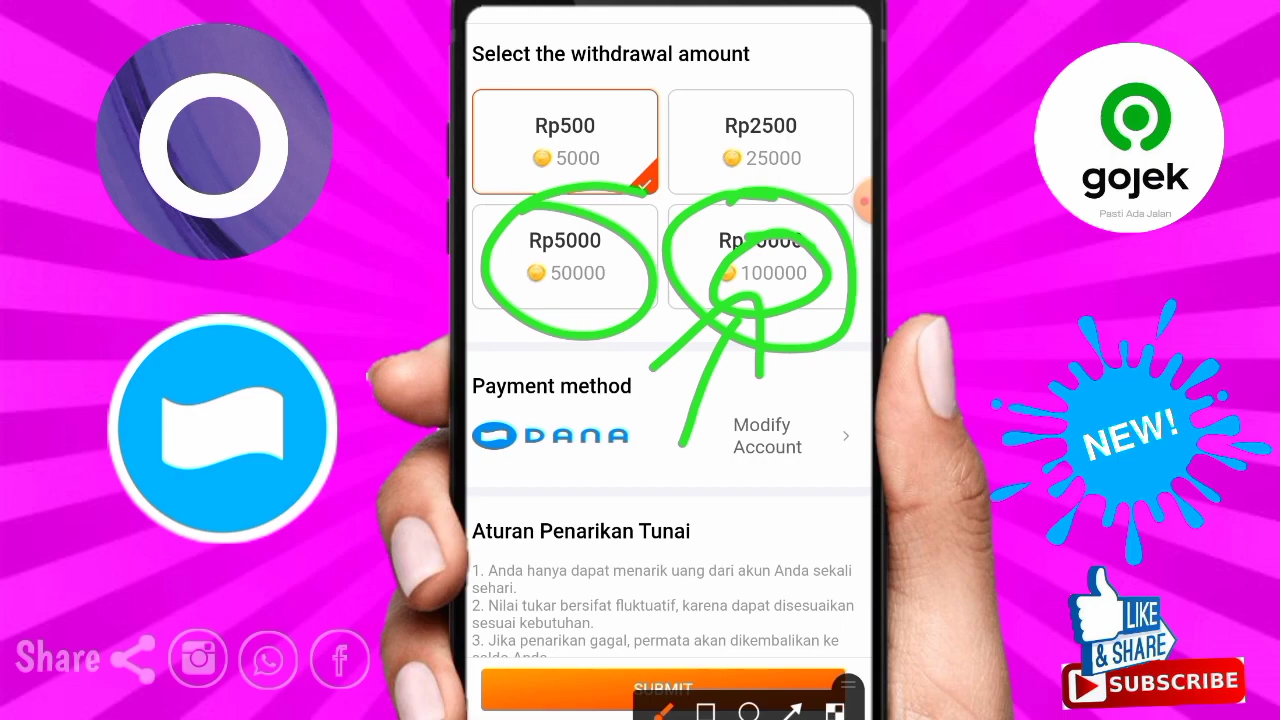 Select the withdrawal amount
Rp500
5000
Rp2500
25000
Rp5000
50000
100000
Payment method
DANA
Modify
Account
Aturan Penarikan Tunai
1. Anda hanya dapat menarik uang dari akun Anda sekali
sehari.
2. Nilai tukar bersifat fluktuatif, karena dapat disesuaikan
sesuai kebutuhan.
3. Jika penarikan gagal, permata akan dikembalikan ke
saldo Anda.
SUBMIT
gojek
Pasti Ada Jalan
NEW!
LIKE
& SHARE
SUBSCRIBE
Share